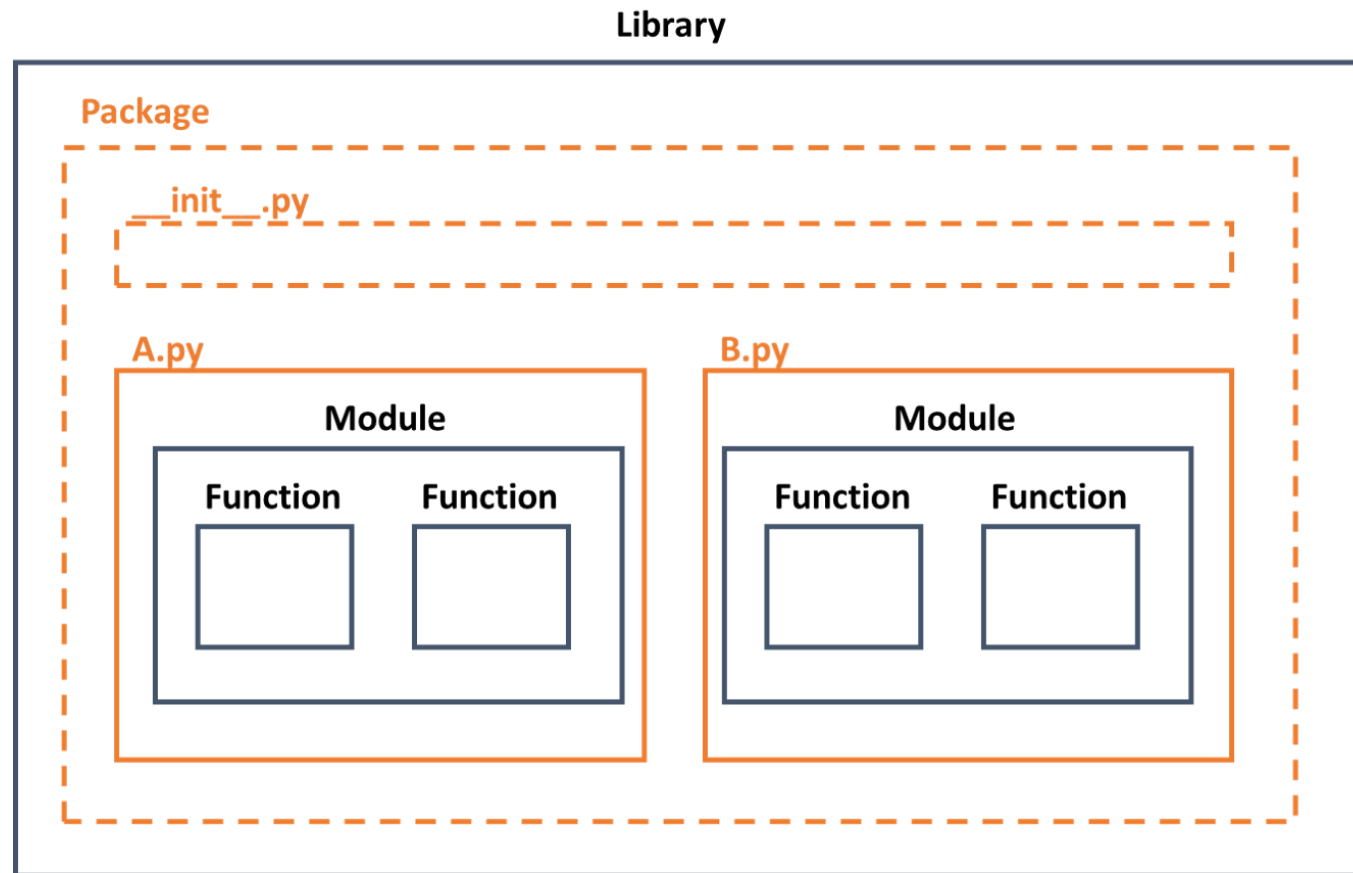 Library
Package
__init__.py
A.py
B.py
Module
Module
Function
Function
Function
Function